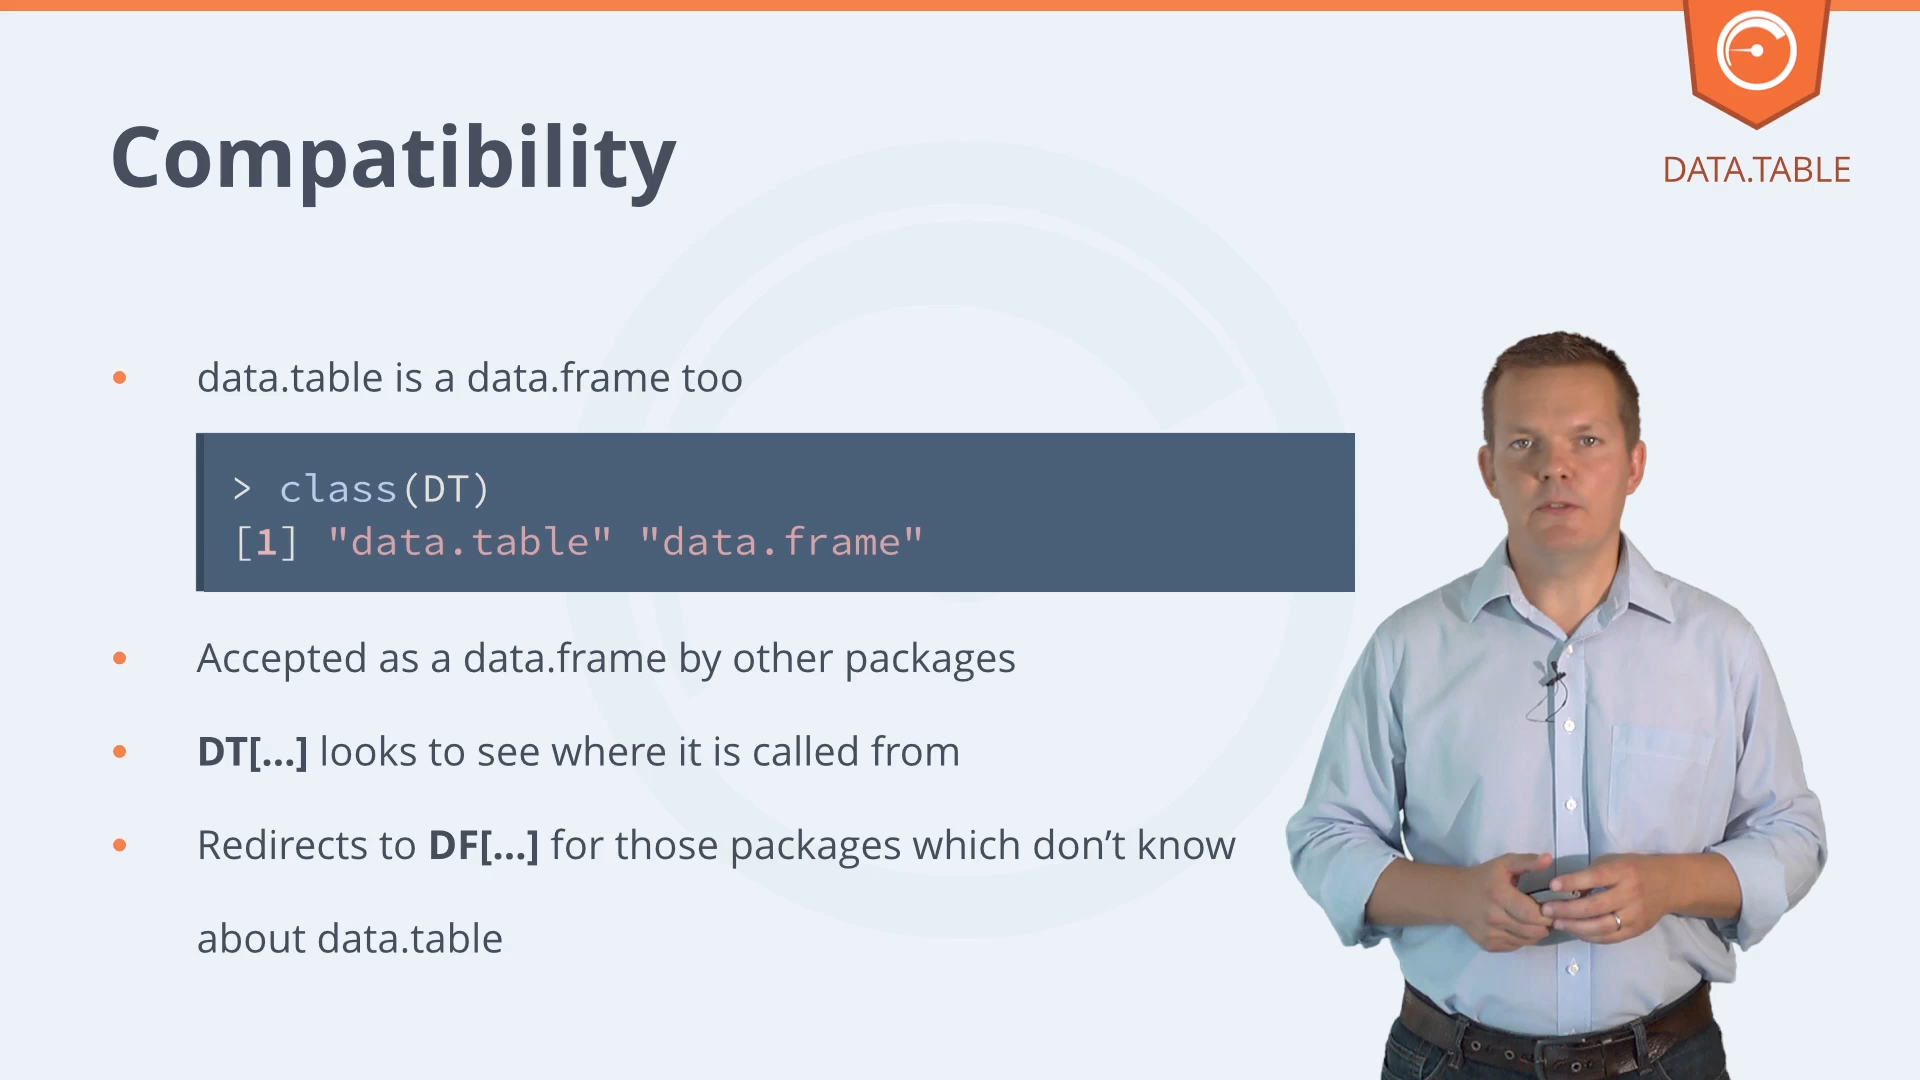 Compatibility
DATA.TABLE
data.table is a data.frame too
> class(DT)
[1] "data.table" "data.frame"
Accepted as a data.frame by other packages
DT[...] looks to see where it is called from
Redirects to DF[...] for those packages which don’t know
about data.table